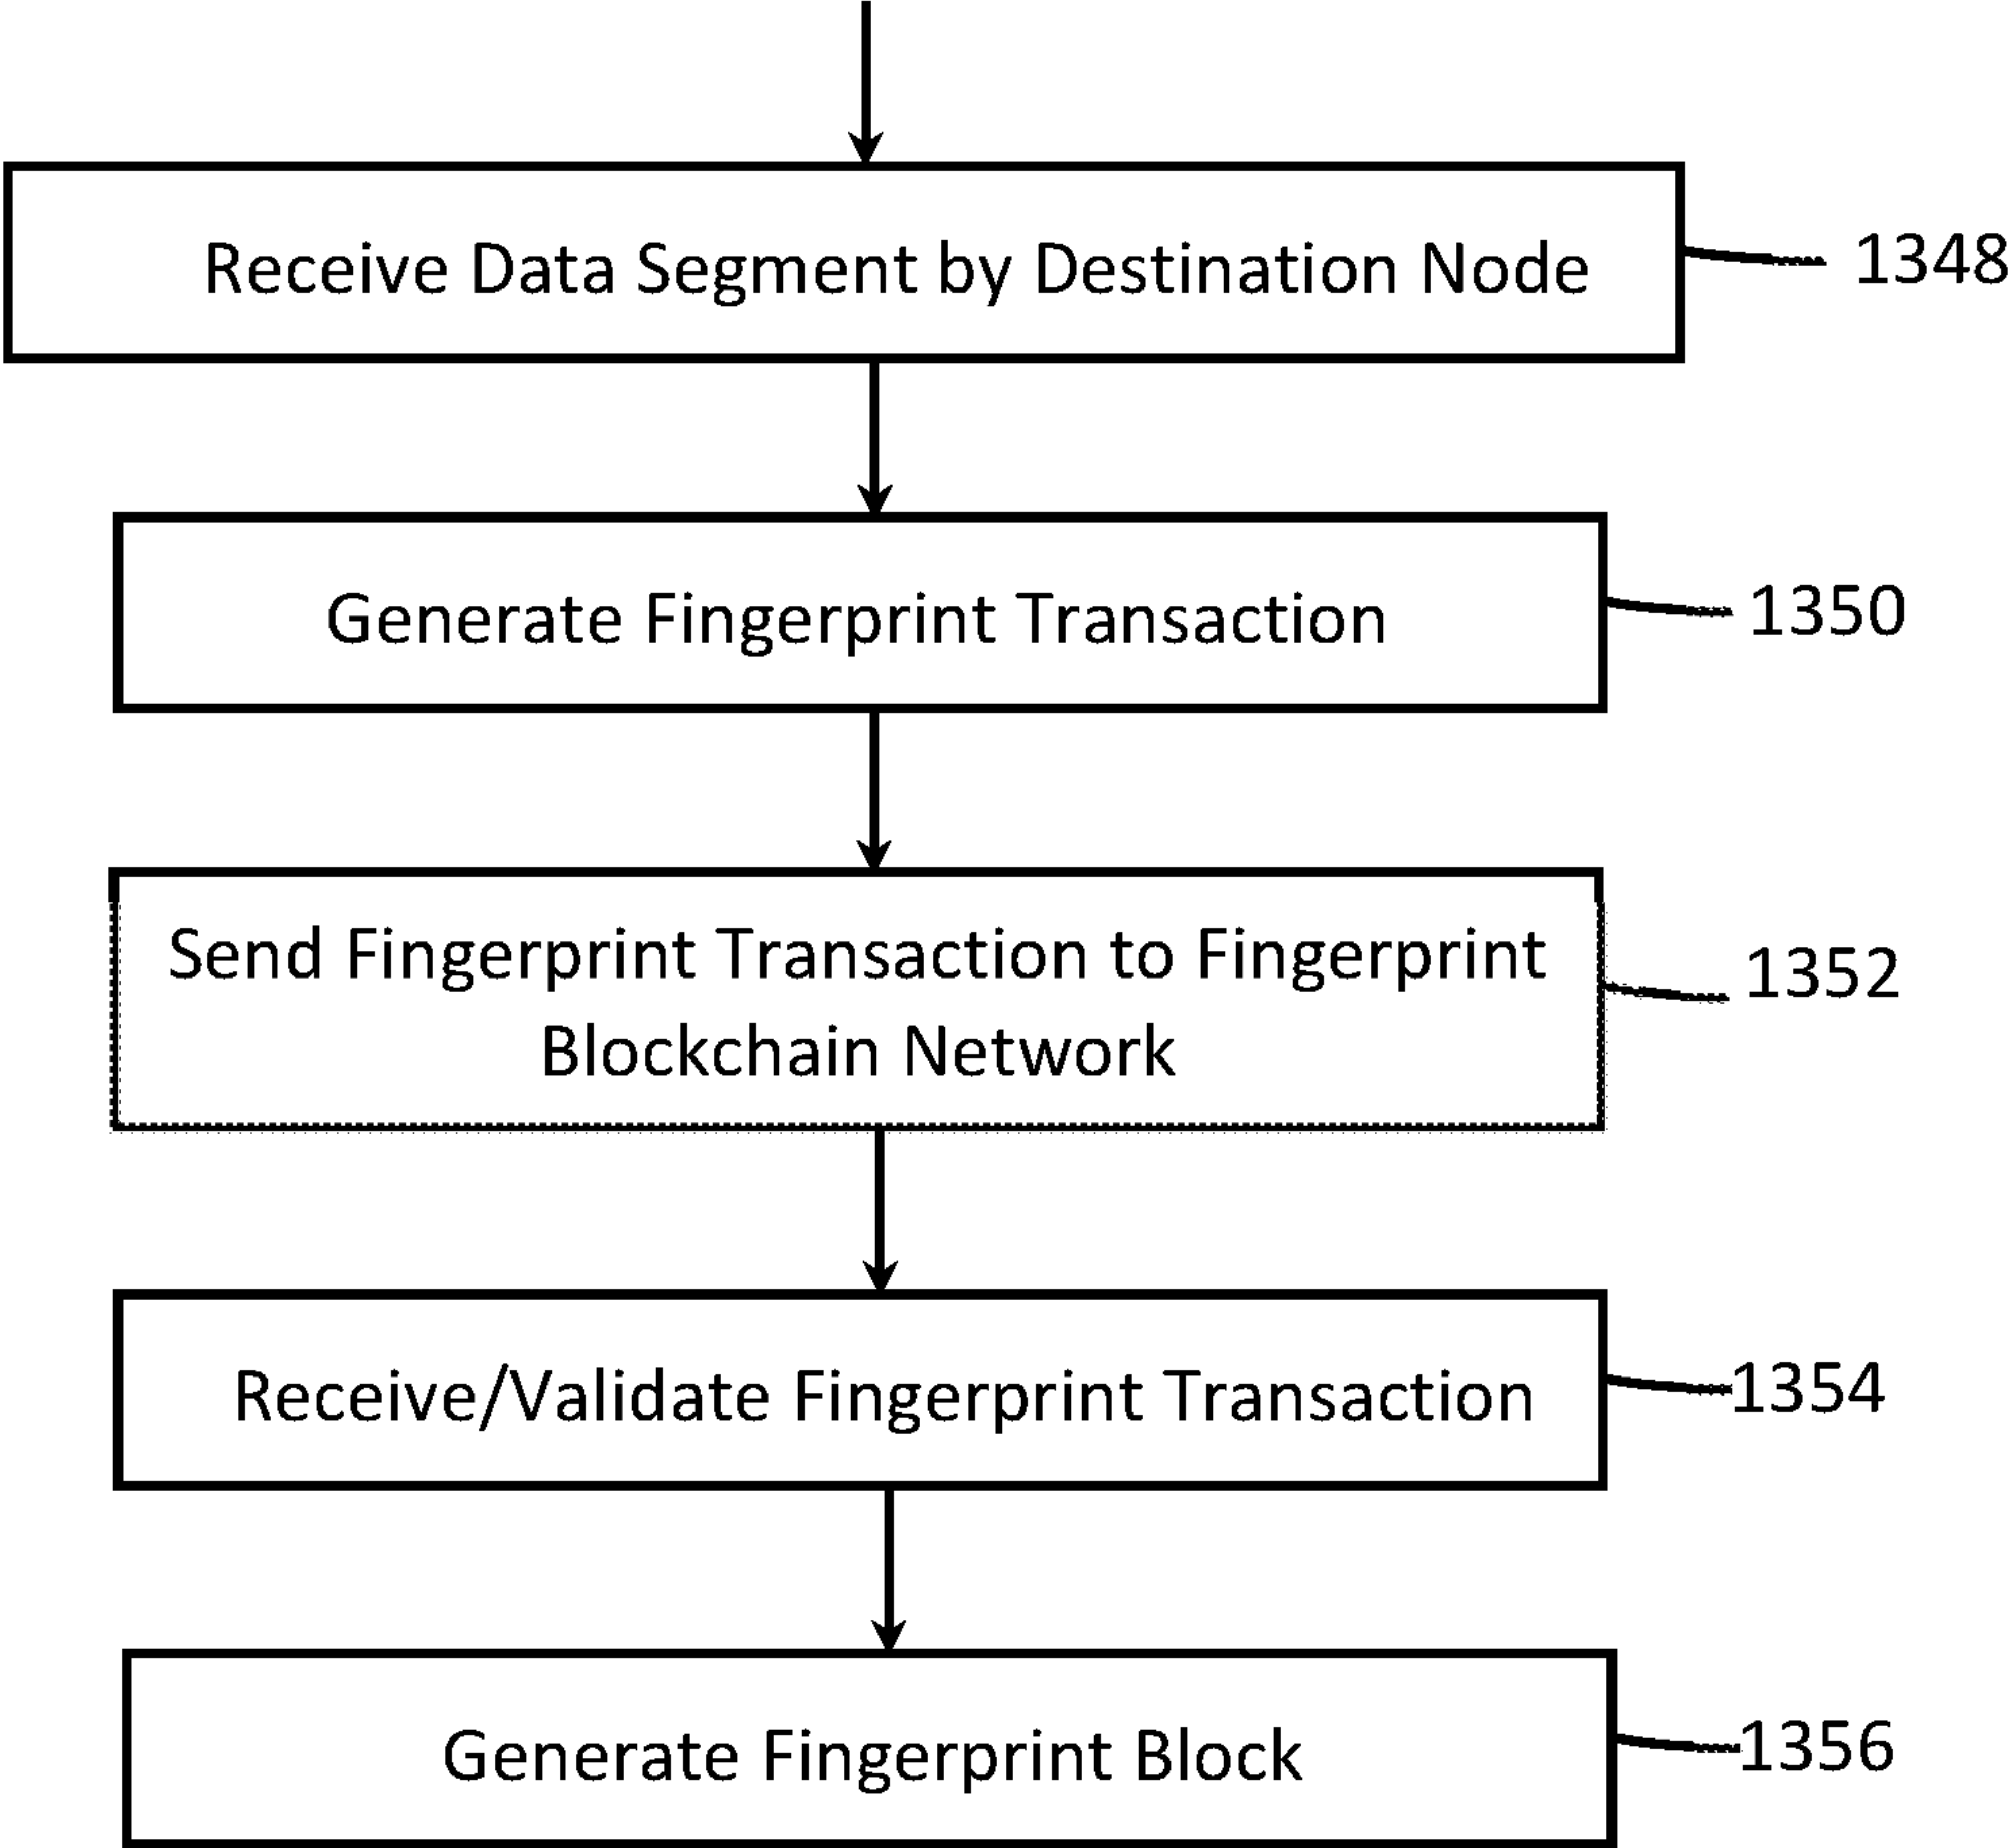 Receive Data Segment by Destination Node
1348
Generate Fingerprint Transaction
1350
Send Fingerprint Transaction to Fingerprint
Blockchain Network
1352
Receive/Validate Fingerprint Transaction
1354
Generate Fingerprint Block
1356